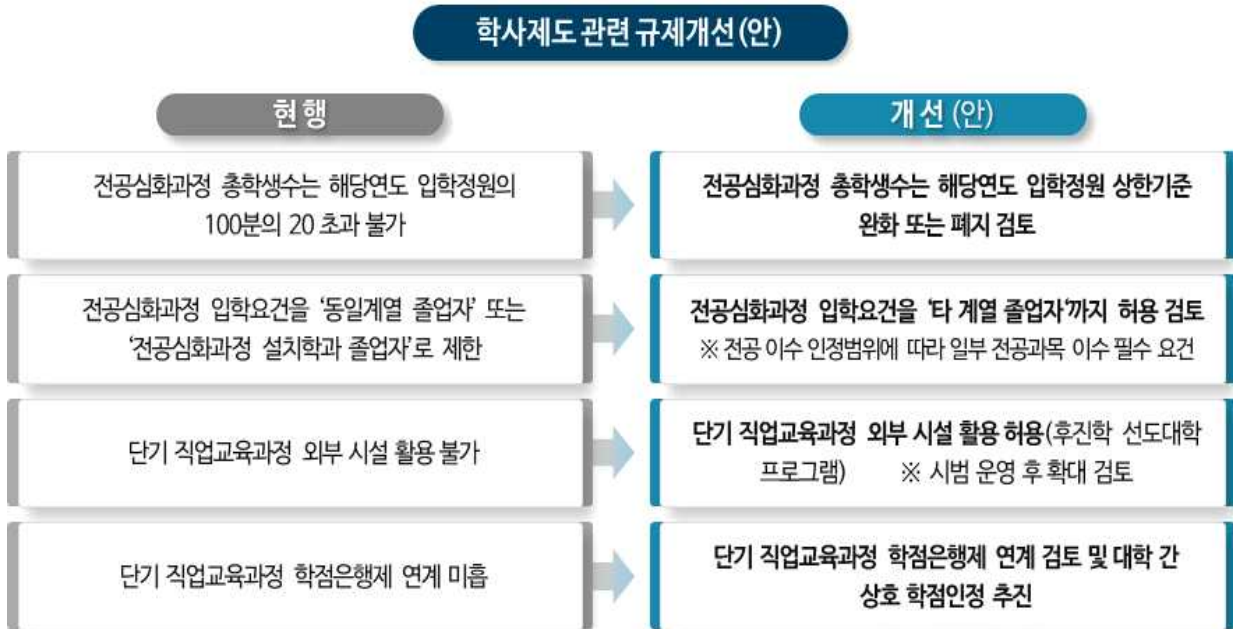 학사제도 관련 규제개선(안)
현 행
개 선 (안)
전공심화과정 총학생수는 해당연도 입학정원의
100분의 20 초과 불가
전공심화과정 총학생수는 해당연도 입학정원 상한기준
완화 또는 폐지 검토
전공심화과정 입학요건을 ‘동일계열 졸업자’ 또는
‘전공심화과정 설치학과 졸업자’로 제한
전공심화과정 입학요건을 ‘타 계열 졸업자’까지 허용 검토
※ 전공 이수 인정범위에 따라 일부 전공과목 이수 필수 요건
단기 직업교육과정 외부 시설 활용 불가
단기 직업교육과정 외부 시설 활용 허용(후진학 선도대학
프로그램) ※ 시범 운영 후 확대 검토
단기 직업교육과정 학점은행제 연계 미흡
단기 직업교육과정 학점은행제 연계 검토 및 대학 간
상호 학점인정 추진